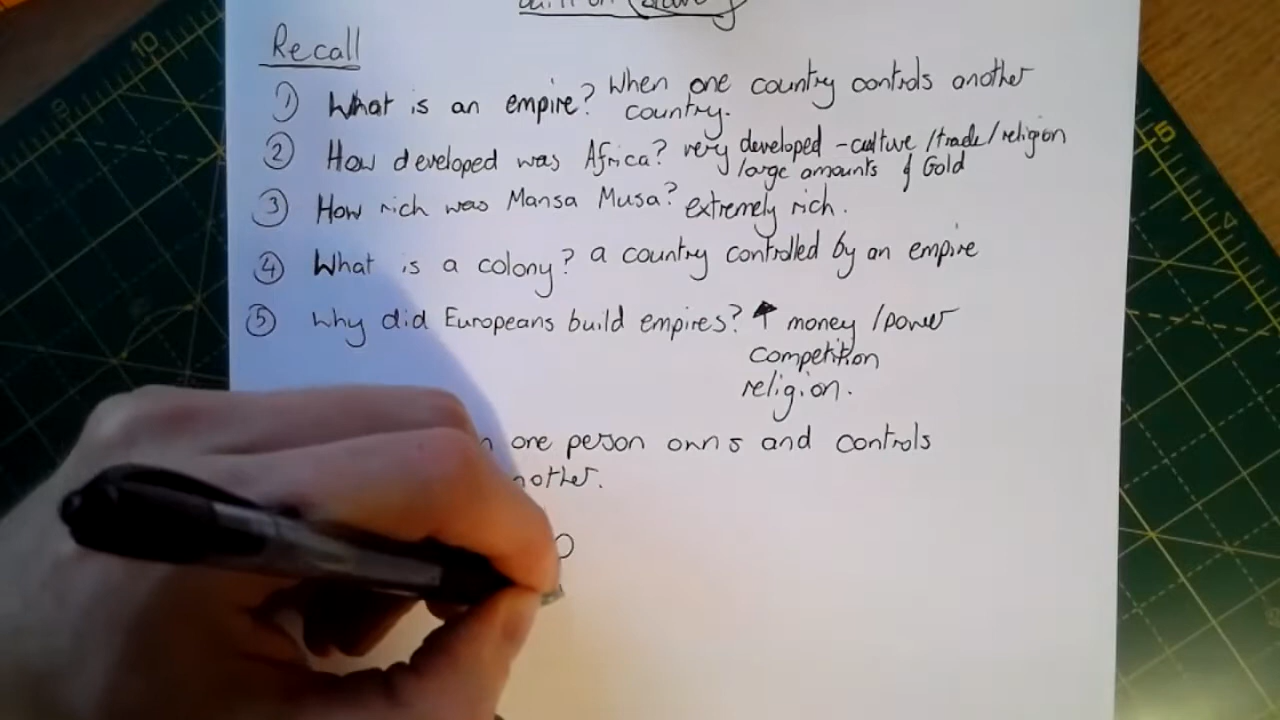 Recall
① What is an empire? When one country controls another
country.
② How developed was Africa? very developed - culture /trade/religion
large amounts of Gold
③ How rich was Mansa Musa? extremely rich.
④ What is a colony? a country controlled by an empire
⑤ Why did Europeans build empires? ↑ money /power
competition
religion.
one person owns and controls
10
5
4